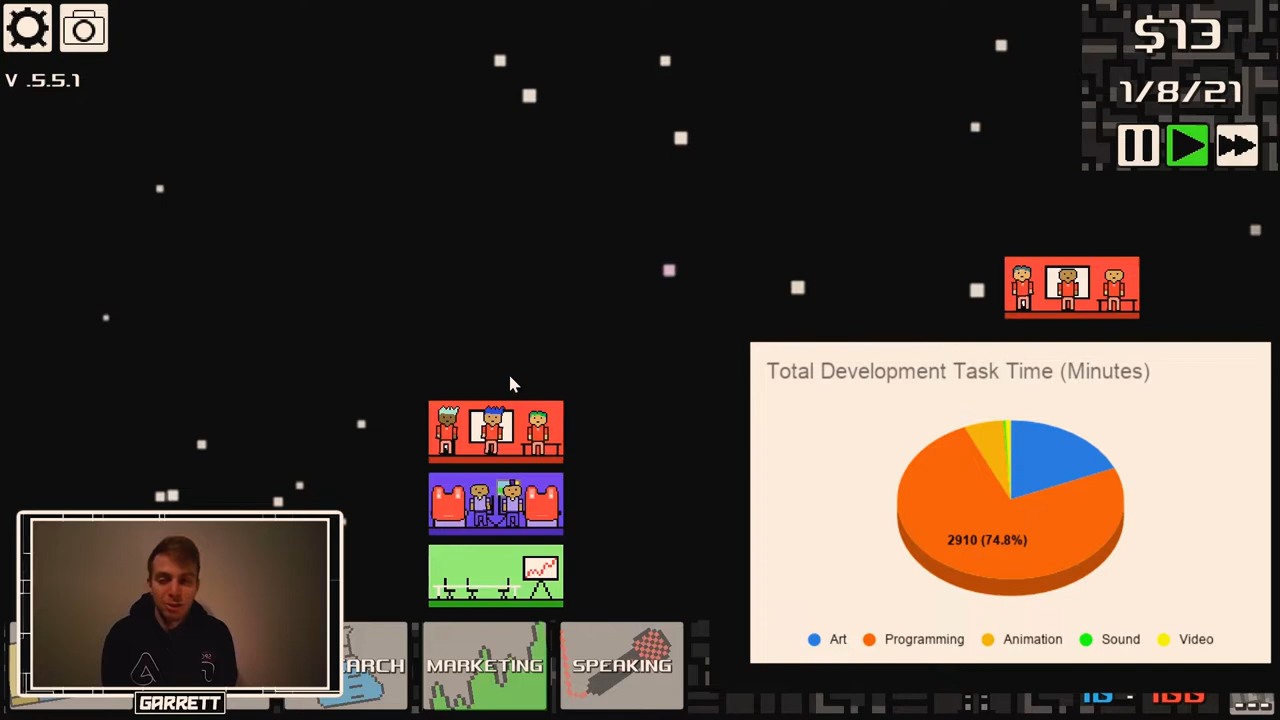 V .5.5.1
$13
1/8/21
Total Development Task Time (Minutes)
2910 (74.8%)
Art
Programming
Animation
Sound
Video
ARCH
MARKETING
SPEAKING
GARRETT